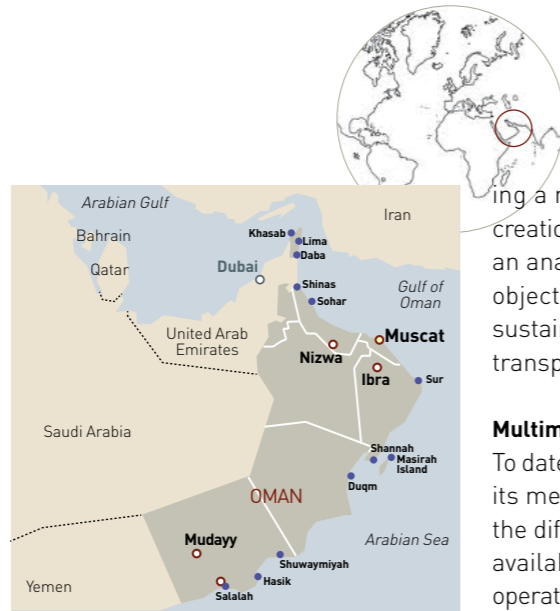 Arabian Gulf
Iran
Bahrain
Khasab
Lima
Daba
Qatar
Dubai
Shinas
Gulf of
Oman
Sohar
United Arab
Emirates
Muscat
Nizwa
Ibra
Sur
Saudi Arabia
Shannah
Masirah
Island
Duqm
OMAN
Arabian Sea
Mudayy
Shuwaymiyah
Hasik
Salalah
Yemen
ing a
creatio
an ana
object
sustai
transp
Multim
To date
its me
the dif
availab
operat